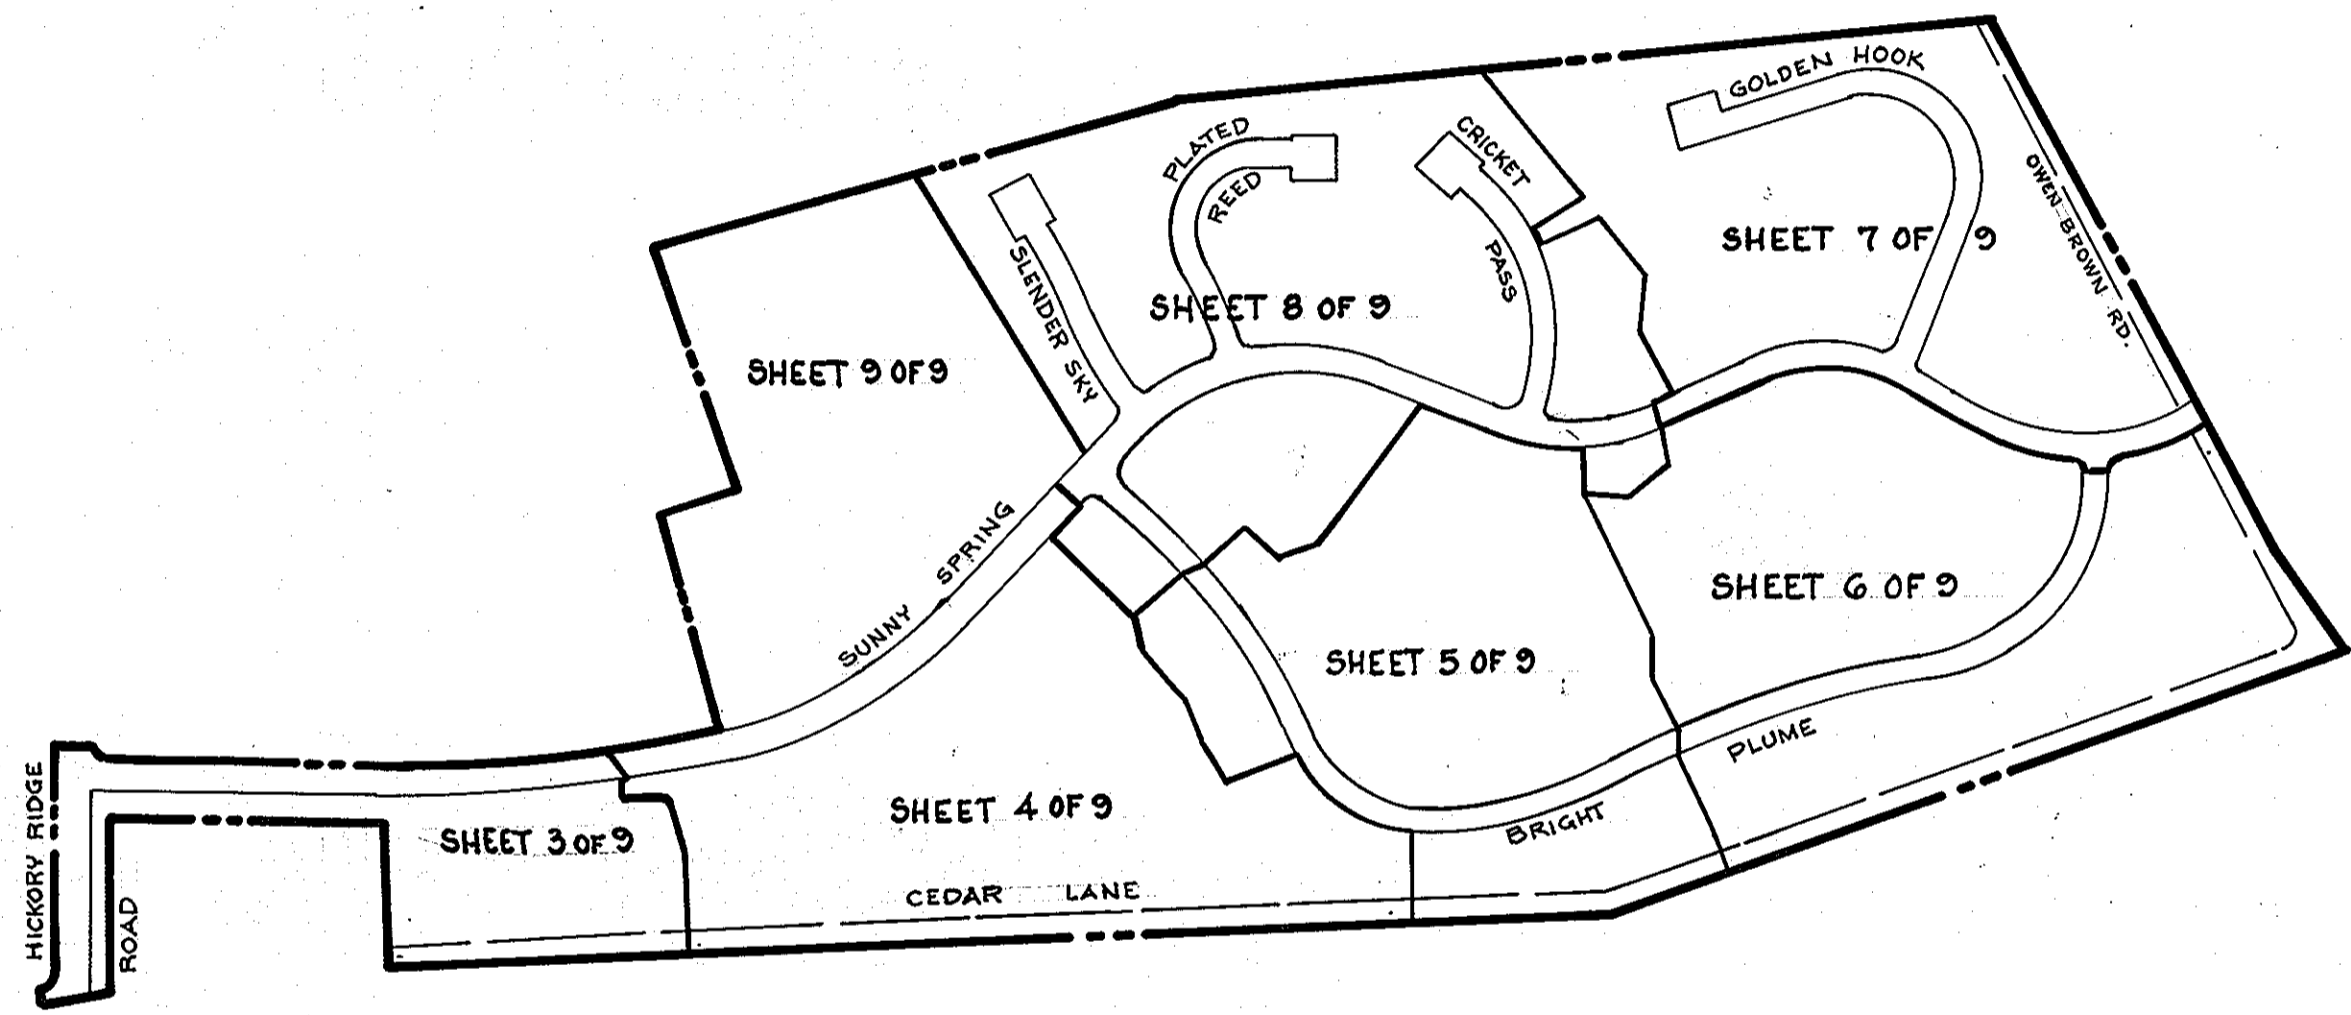 GOLDEN HOOK
PLATED
REED
CRICKET
PASS
OWEN BROWN RD.
SHEET 7 OF 9
SLENDER SKY
SHEET 8 OF 9
SHEET 9 OF 9
SUNNY SPRING
SHEET 6 OF 9
SHEET 5 OF 9
PLUME
BRIGHT
SHEET 4 OF 9
SHEET 3 OF 9
CEDAR LANE
HICKORY RIDGE
ROAD